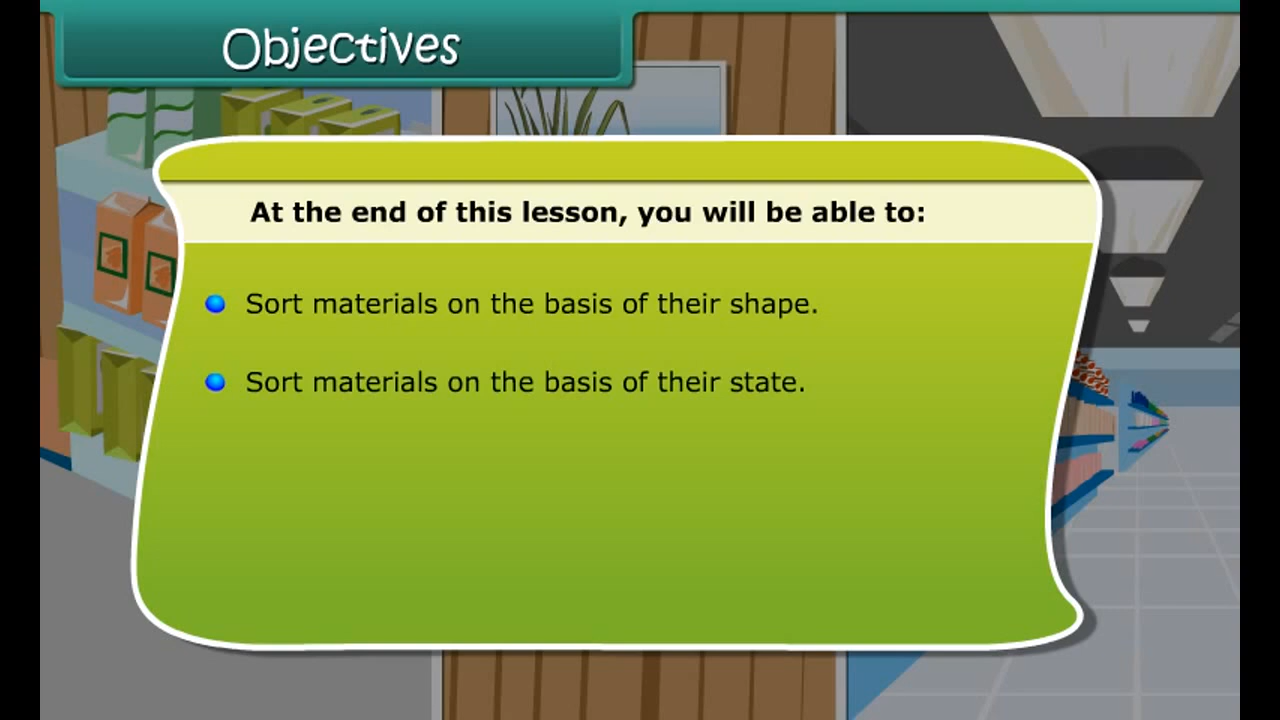 Objectives
At the end of this lesson, you will be able to:
Sort materials on the basis of their shape.
Sort materials on the basis of their state.